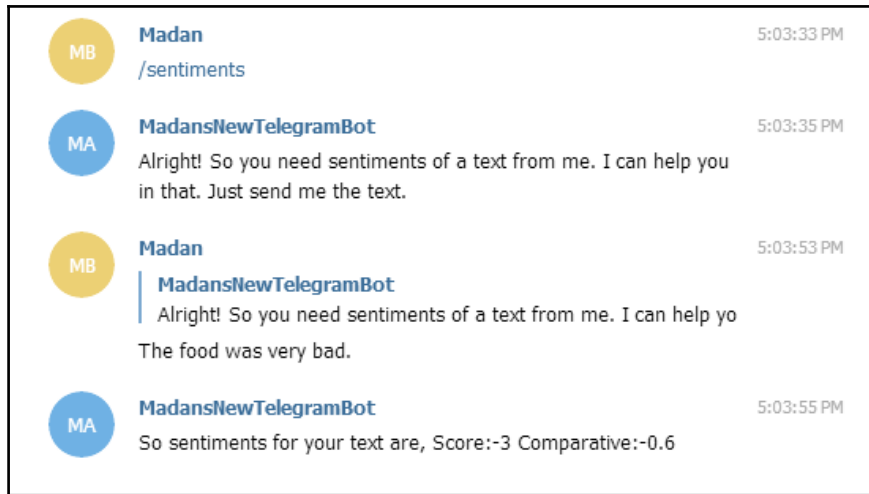 MB
Madan
5:03:33 PM
/sentiments
MA
MadansNewTelegramBot
5:03:35 PM
Alright! So you need sentiments of a text from me. I can help you
in that. Just send me the text.
MB
Madan
5:03:53 PM
MadansNewTelegramBot
Alright! So you need sentiments of a text from me. I can help yo
The food was very bad.
MA
MadansNewTelegramBot
5:03:55 PM
So sentiments for your text are, Score:-3 Comparative:-0.6